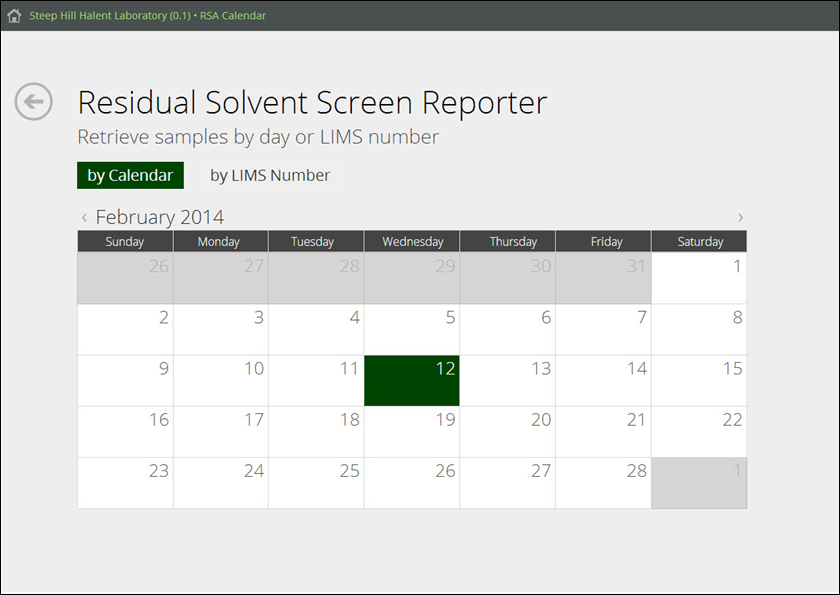 Steep Hill Halent Laboratory (0.1) • RSA Calendar
Residual Solvent Screen Reporter
Retrieve samples by day or LIMS number
by Calendar by LIMS Number
‹ February 2014 ›
Sunday Monday Tuesday Wednesday Thursday Friday Saturday
26 27 28 29 30 31 1
2 3 4 5 6 7 8
9 10 11 12 13 14 15
16 17 18 19 20 21 22
23 24 25 26 27 28 1